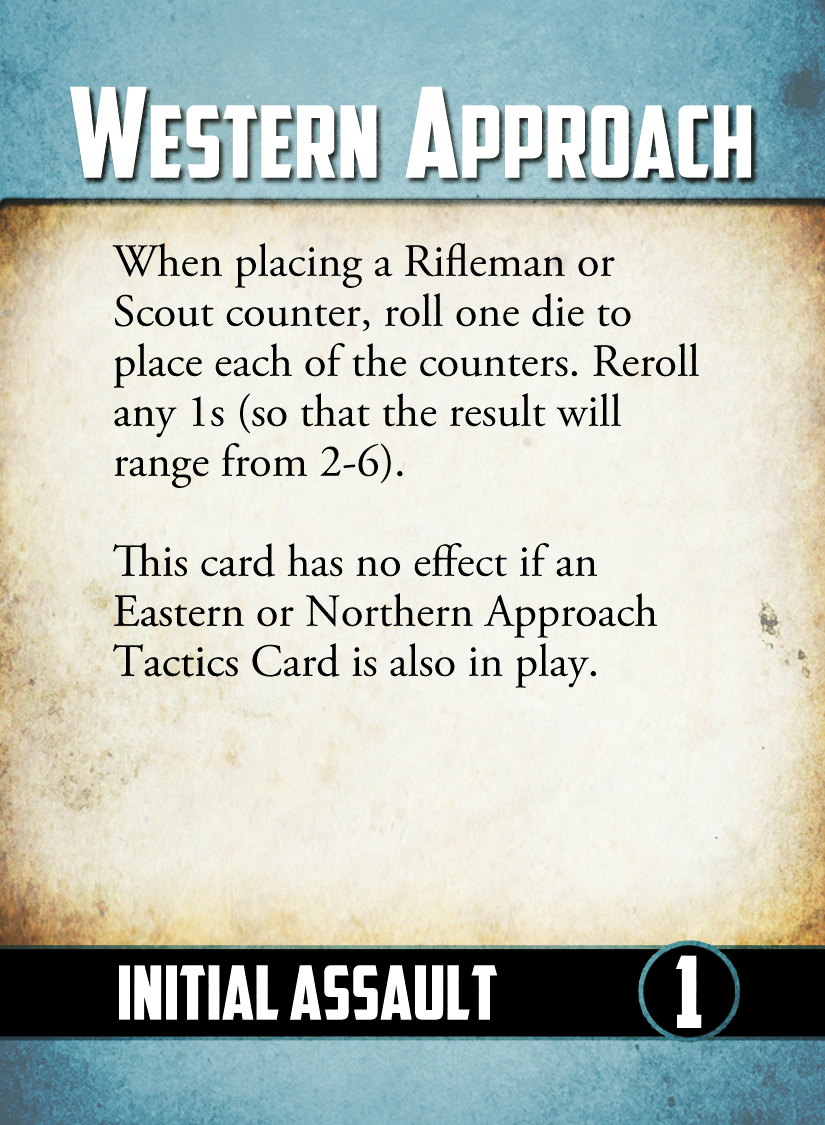 Western Approach
When placing a Rifleman or
Scout counter, roll one die to
place each of the counters. Reroll
any 1s (so that the result will
range from 2-6).
This card has no effect if an
Eastern or Northern Approach
Tactics Card is also in play.
INITIAL ASSAULT 1